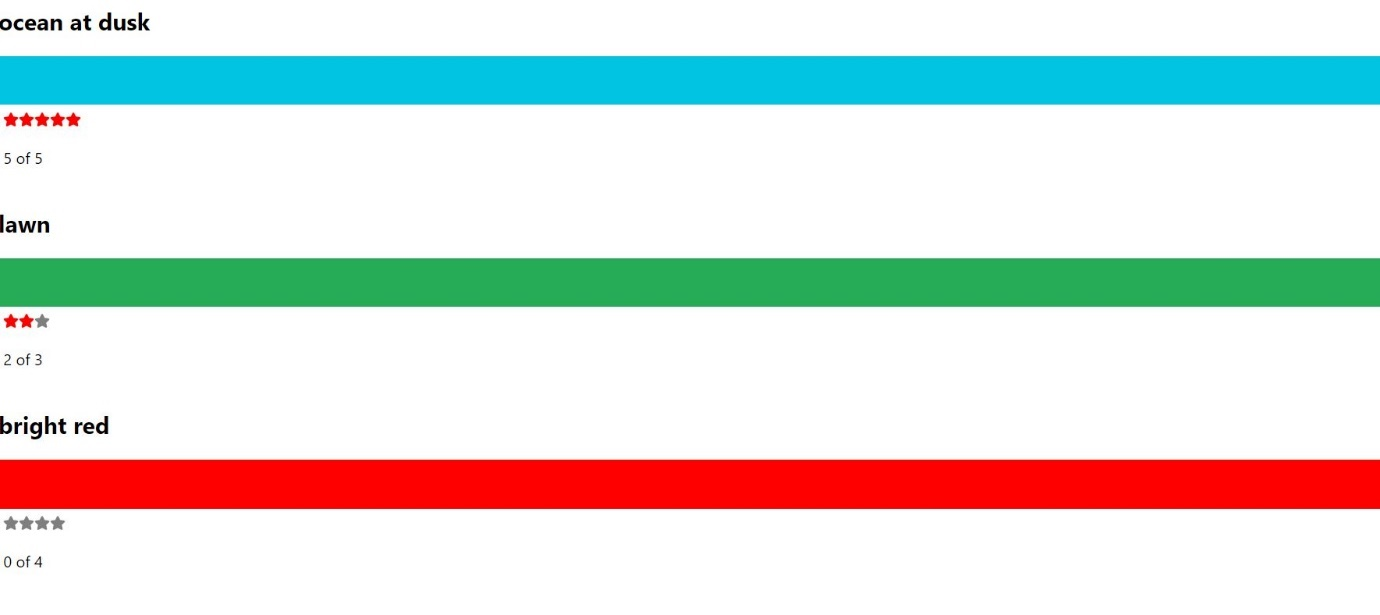 ocean at dusk
5 of 5
lawn
2 of 3
bright red
0 of 4